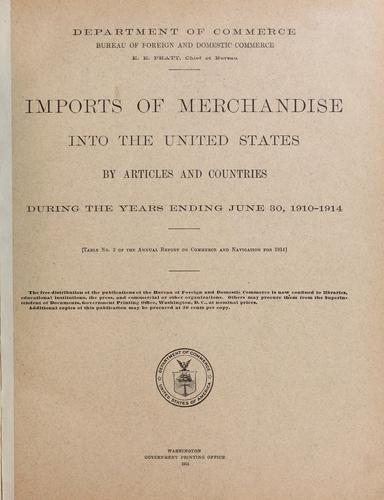 DEPARTMENT OF COMMERCE
BUREAU OF FOREIGN AND DOMESTIC COMMERCE
E. E. PRATT, Chief of Bureau
IMPORTS OF MERCHANDISE
INTO THE UNITED STATES
BY ARTICLES AND COUNTRIES
DURING THE YEARS ENDING JUNE 30, 1910-1914
[Table No. 3 of the Annual Report on Commerce and Navigation for 1914]
The free distribution of the publications of the Bureau of Foreign and Domestic Commerce is now confined to libraries,
educational institutions, the press, and commercial or other organizations. Others may procure them from the Superin-
tendent of Documents, Government Printing Office, Washington, D. C., at nominal prices.
Additional copies of this publication may be procured at 20 cents per copy.
DEPARTMENT OF COMMERCE
UNITED STATES OF AMERICA
WASHINGTON
GOVERNMENT PRINTING OFFICE